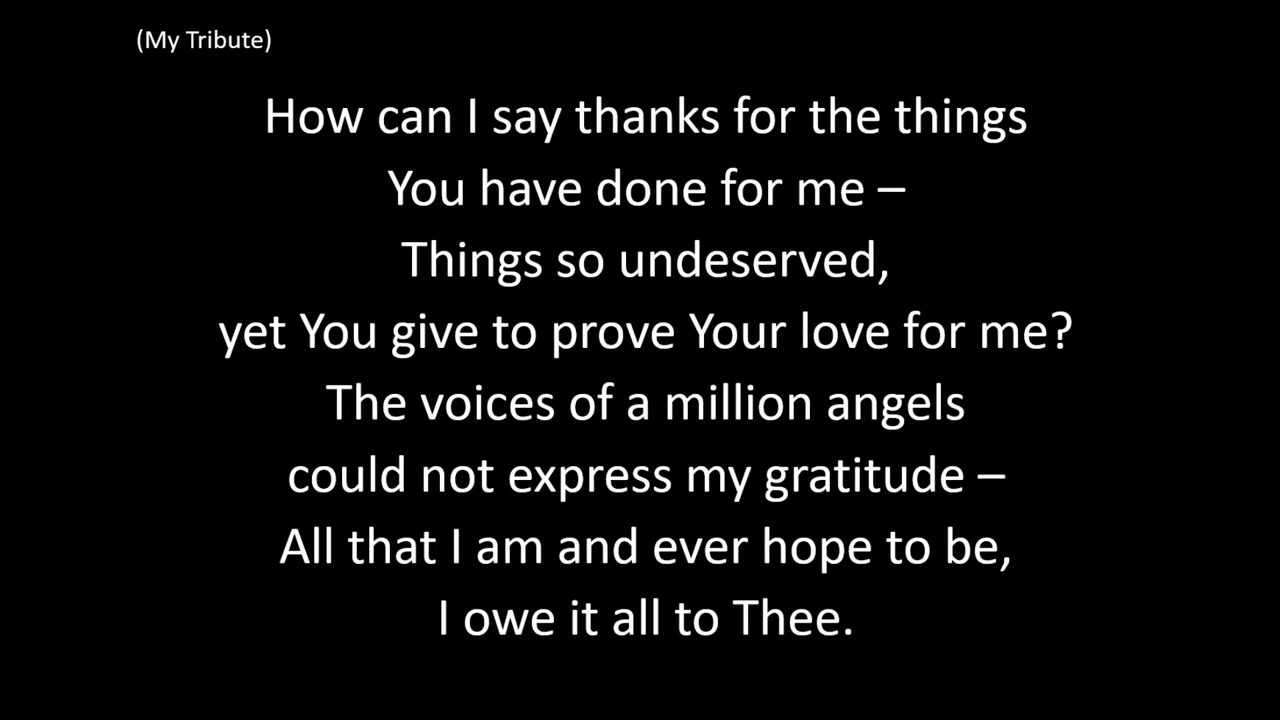 (My Tribute)
How can I say thanks for the things
You have done for me –
Things so undeserved,
yet You give to prove Your love for me?
The voices of a million angels
could not express my gratitude –
All that I am and ever hope to be,
I owe it all to Thee.